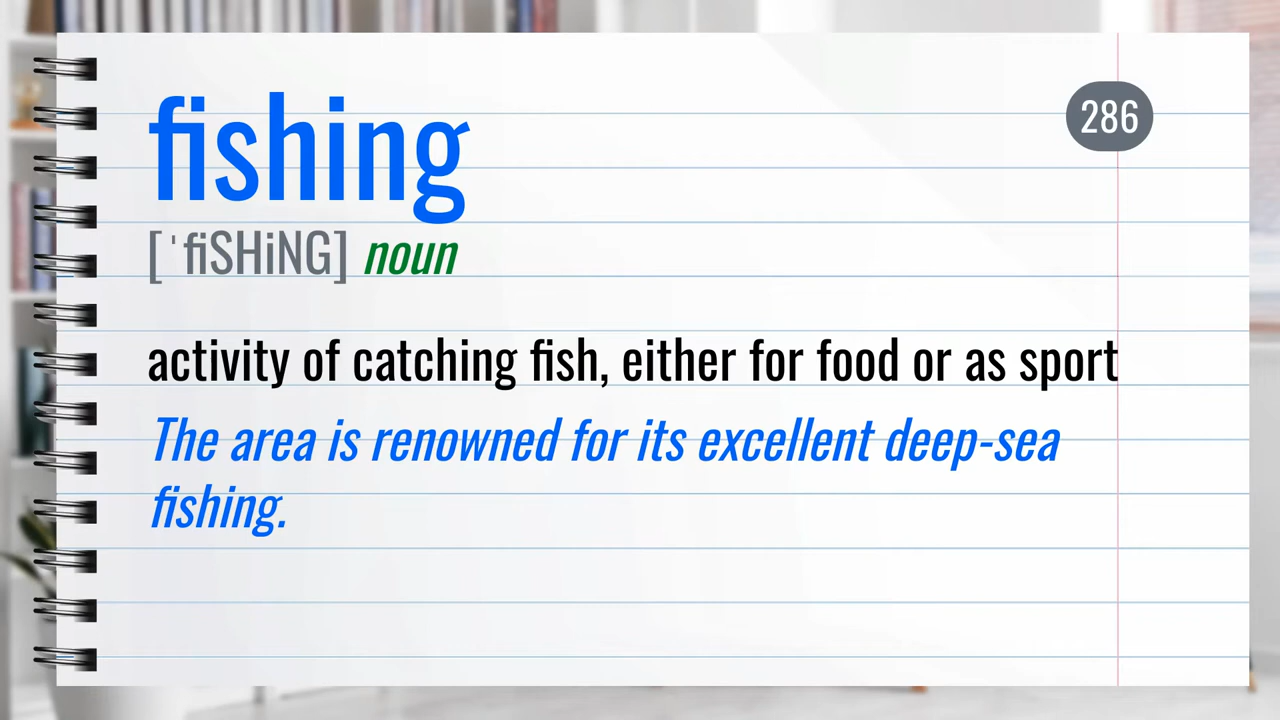 fishing
286
[ˈfiSHiNG] noun
activity of catching fish, either for food or as sport
The area is renowned for its excellent deep-sea
fishing.